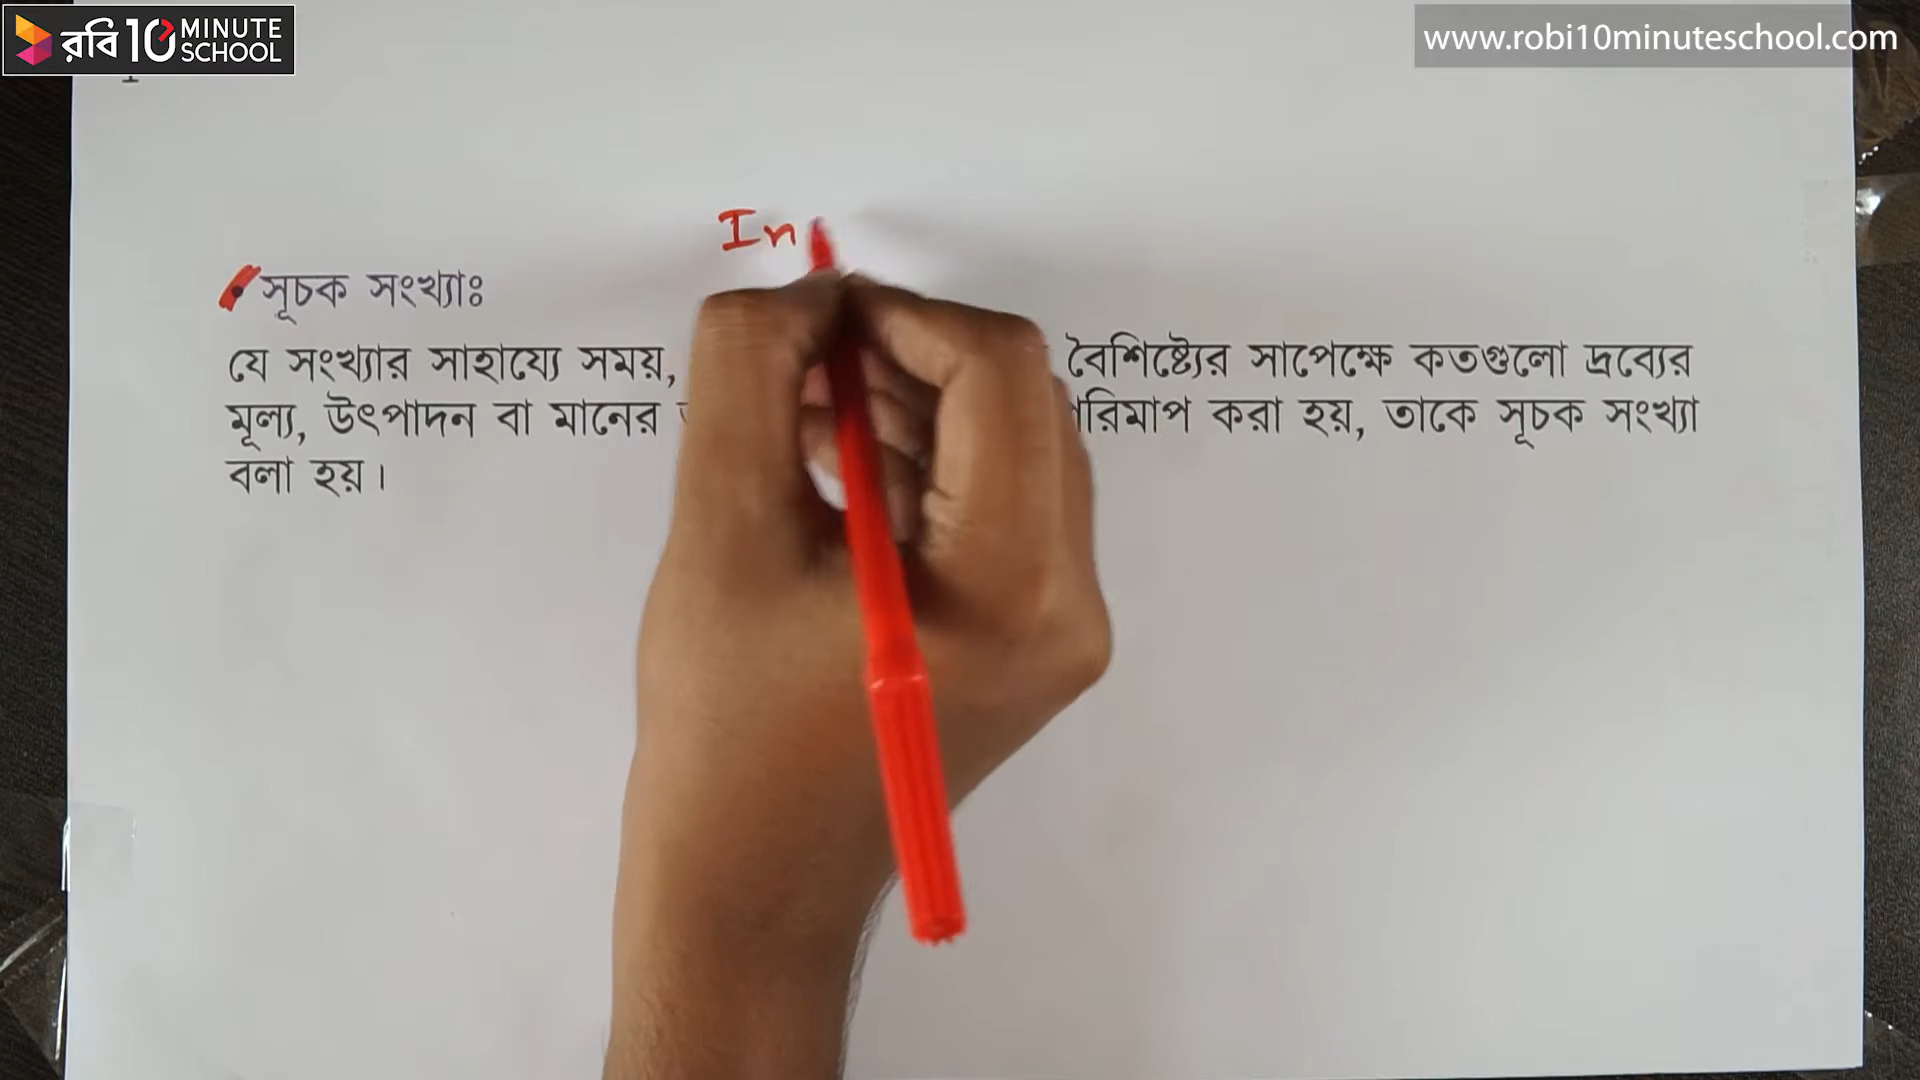 রবি 10 MINUTE SCHOOL
www.robi10minuteschool.com
In
সূচক সংখ্যাঃ
যে সংখ্যার সাহায্যে সময়, বৈশিষ্ট্যের সাপেক্ষে কতগুলো দ্রব্যের
মূল্য, উৎপাদন বা মানের করা হয়, তাকে সূচক সংখ্যা
বলা হয়।